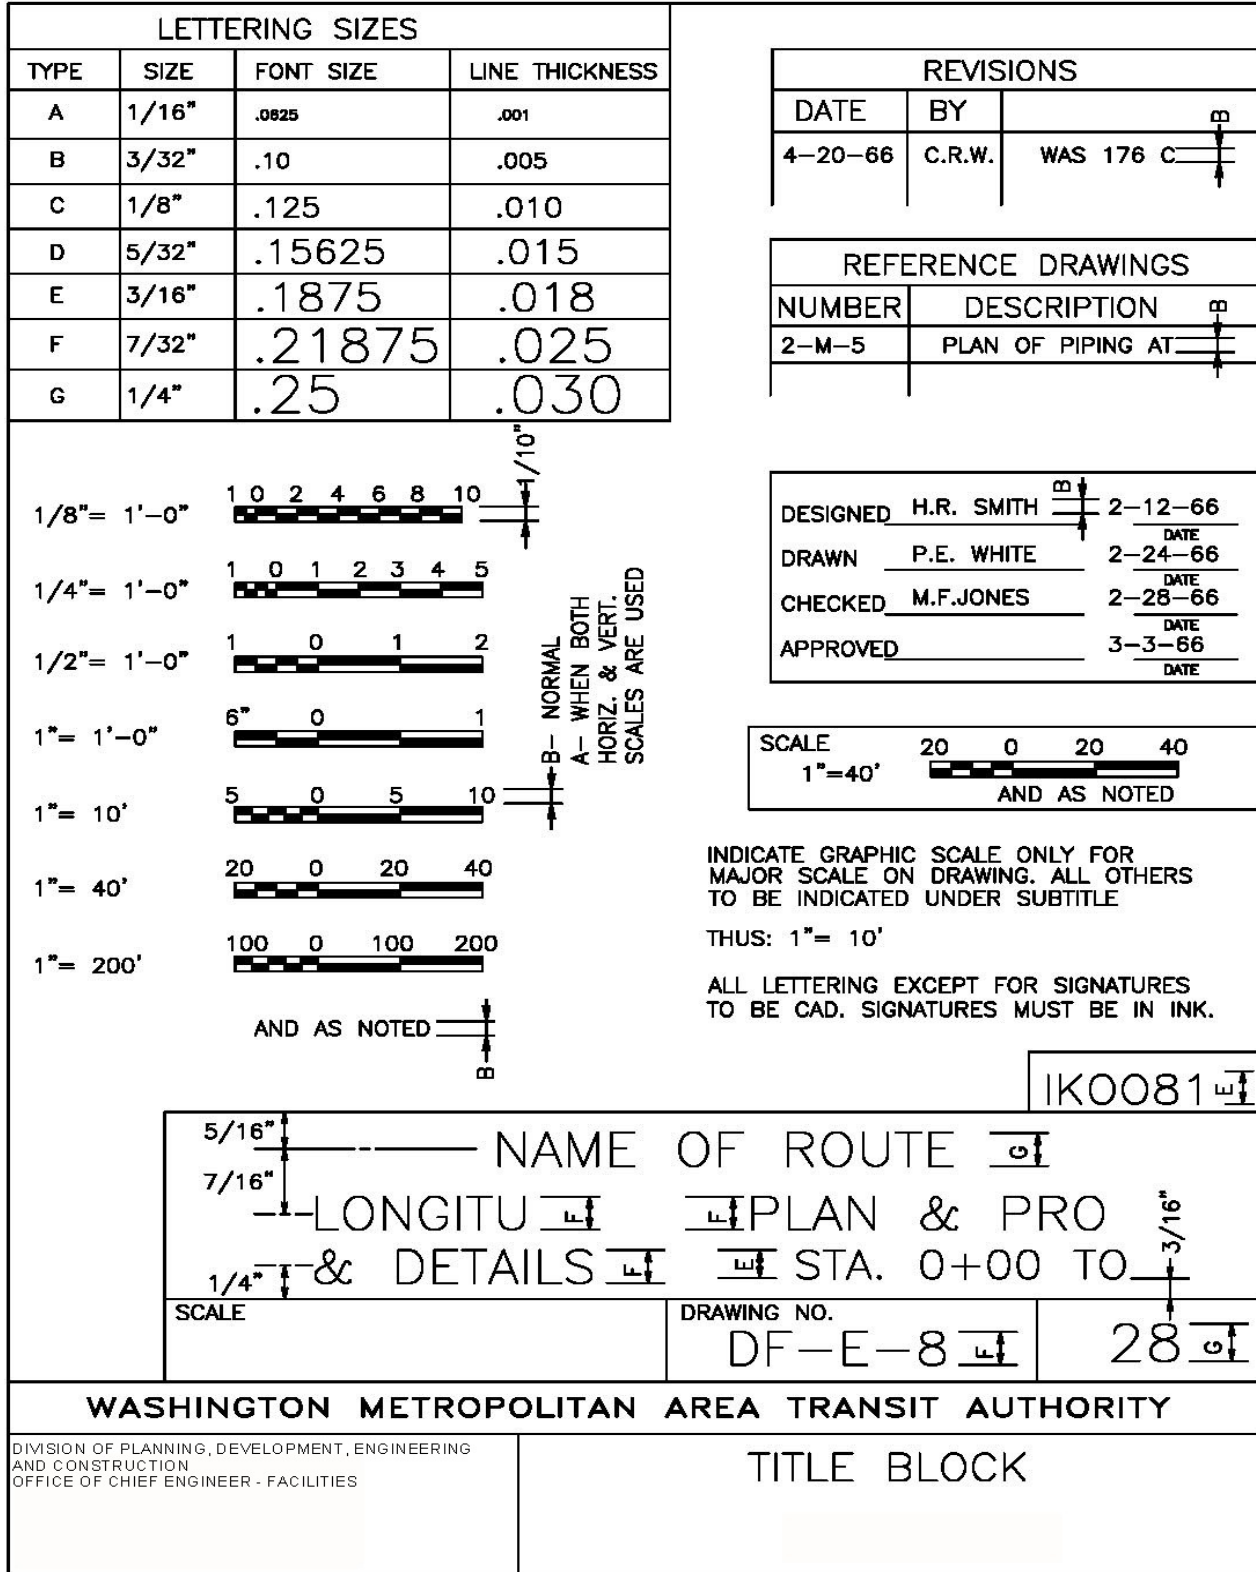 LETTERING SIZES
TYPE SIZE FONT SIZE LINE THICKNESS
A 1/16" .0625 .001
B 3/32" .10 .005
C 1/8" .125 .010
D 5/32" .15625 .015
E 3/16" .1875 .018
F 7/32" .21875 .025
G 1/4" .25 .030
REVISIONS
DATE BY
B
4-20-66 C.R.W. WAS 176 C
REFERENCE DRAWINGS
NUMBER DESCRIPTION
B
2-M-5 PLAN OF PIPING AT
1/10"
1/8"= 1'-0" 1 0 2 4 6 8 10
1/4"= 1'-0" 1 0 1 2 3 4 5
1/2"= 1'-0" 1 0 1 2
1"= 1'-0" 6" 0 1
1"= 10' 5 0 5 10
1"= 40' 20 0 20 40
1"= 200' 100 0 100 200
B- NORMAL
A- WHEN BOTH
HORIZ. & VERT.
SCALES ARE USED
AND AS NOTED
B
B
DESIGNED H.R. SMITH 2-12-66
DATE
DRAWN P.E. WHITE 2-24-66
DATE
CHECKED M.F.JONES 2-28-66
DATE
APPROVED 3-3-66
DATE
SCALE 20 0 20 40
1"=40'
AND AS NOTED
INDICATE GRAPHIC SCALE ONLY FOR
MAJOR SCALE ON DRAWING. ALL OTHERS
TO BE INDICATED UNDER SUBTITLE
THUS: 1"= 10'
ALL LETTERING EXCEPT FOR SIGNATURES
TO BE CAD. SIGNATURES MUST BE IN INK.
IK0081 E
5/16"
NAME OF ROUTE G
7/16"
LONGITU F F PLAN & PRO
3/16"
& DETAILS F E STA. 0+00 TO
1/4"
SCALE
DRAWING NO.
DF-E-8 F
28 G
WASHINGTON METROPOLITAN AREA TRANSIT AUTHORITY
DIVISION OF PLANNING, DEVELOPMENT, ENGINEERING
AND CONSTRUCTION
OFFICE OF CHIEF ENGINEER - FACILITIES
TITLE BLOCK